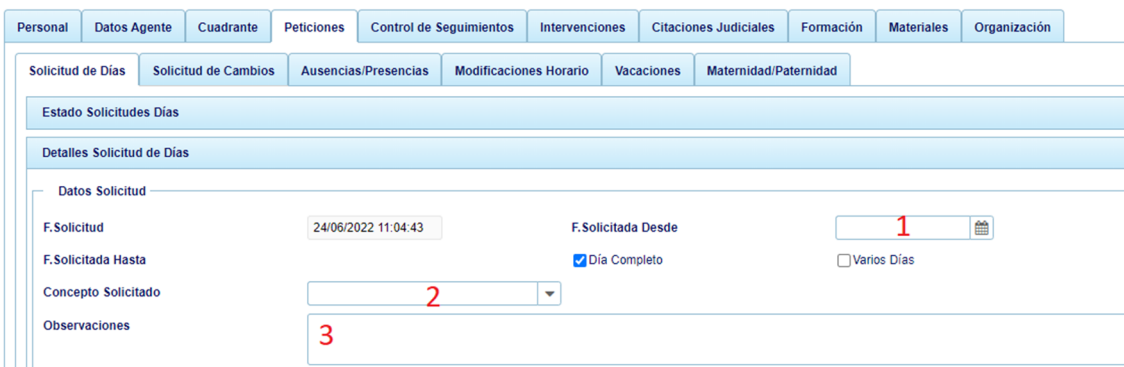 Personal Datos Agente Cuadrante Peticiones Control de Seguimientos Intervenciones Citaciones Judiciales Formación Materiales Organización
Solicitud de Días Solicitud de Cambios Ausencias/Presencias Modificaciones Horario Vacaciones Maternidad/Paternidad
Estado Solicitudes Días
Detalles Solicitud de Días
Datos Solicitud
F.Solicitud 24/06/2022 11:04:43 F.Solicitada Desde 1
F.Solicitada Hasta Día Completo Varios Días
Concepto Solicitado 2
Observaciones 3